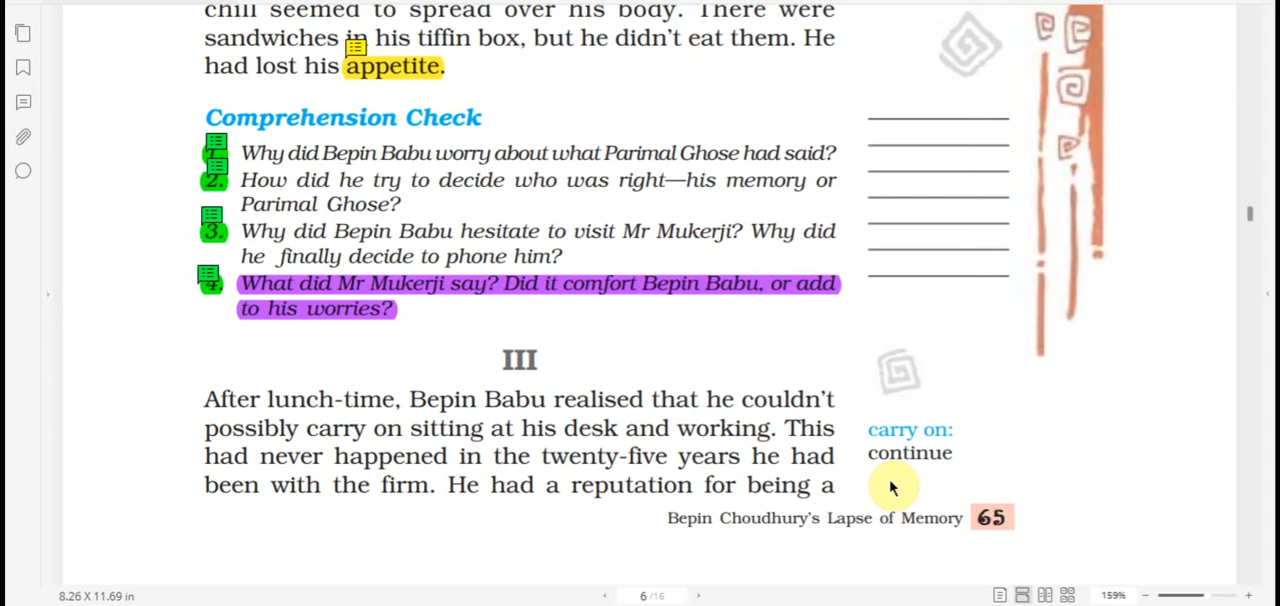 chill seemed to spread over his body. There were
sandwiches in his tiffin box, but he didn't eat them. He
had lost his appetite.
Comprehension Check
1. Why did Bepin Babu worry about what Parimal Ghose had said?
2. How did he try to decide who was right—his memory or
Parimal Ghose?
3. Why did Bepin Babu hesitate to visit Mr Mukerji? Why did
he finally decide to phone him?
4. What did Mr Mukerji say? Did it comfort Bepin Babu, or add
to his worries?
III
After lunch-time, Bepin Babu realised that he couldn't
possibly carry on sitting at his desk and working. This
had never happened in the twenty-five years he had
been with the firm. He had a reputation for being a
carry on:
continue
Bepin Choudhury's Lapse of Memory 65
8.26 X 11.69 in
6 /16
159%